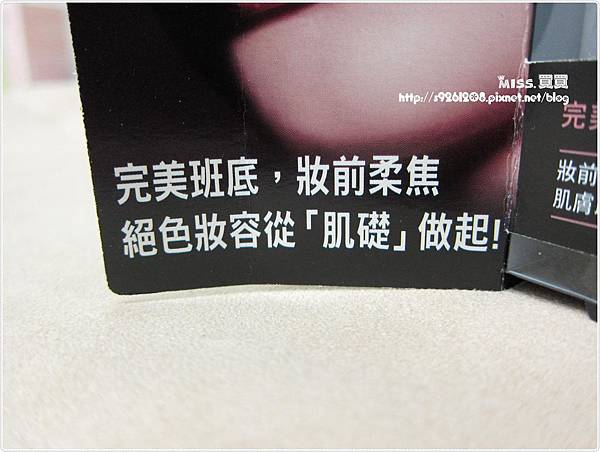 Miss.買買
http://s9261208.pixnet.net/blog
完美班底，妝前柔焦
絕色妝容從「肌礎」做起!
完美
妝前
肌膚